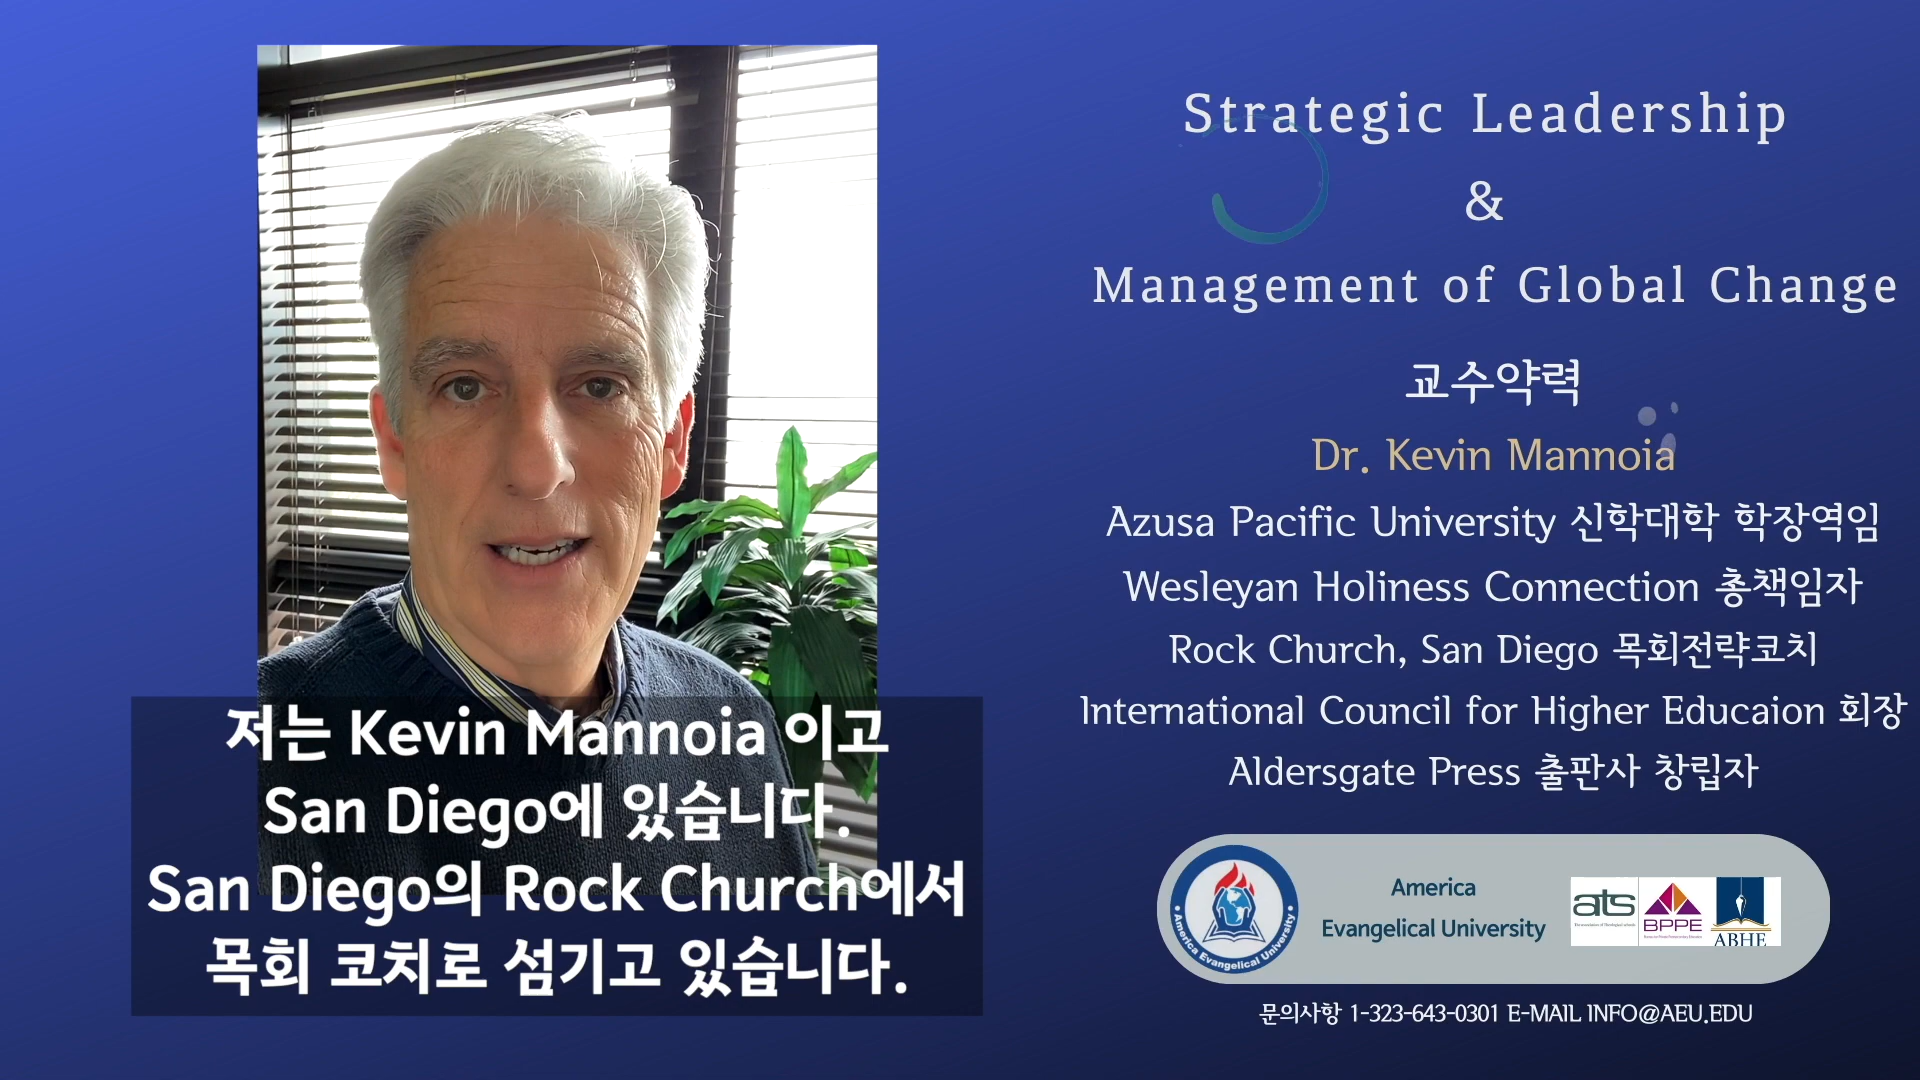 Strategic Leadership
&
Management of Global Change
교수약력
Dr. Kevin Mannoia
Azusa Pacific University 신학대학 학장역임
Wesleyan Holiness Connection 총책임자
Rock Church, San Diego 목회전략코치
International Council for Higher Educaion 회장
Aldersgate Press 출판사 창립자
저는 Kevin Mannoia 이고
San Diego에 있습니다.
San Diego의 Rock Church에서
목회 코치로 섬기고 있습니다.
America Evangelical University
America
Evangelical University
ats
BPPE
ABHE
문의사항 1-323-643-0301 E-MAIL INFO@AEU.EDU